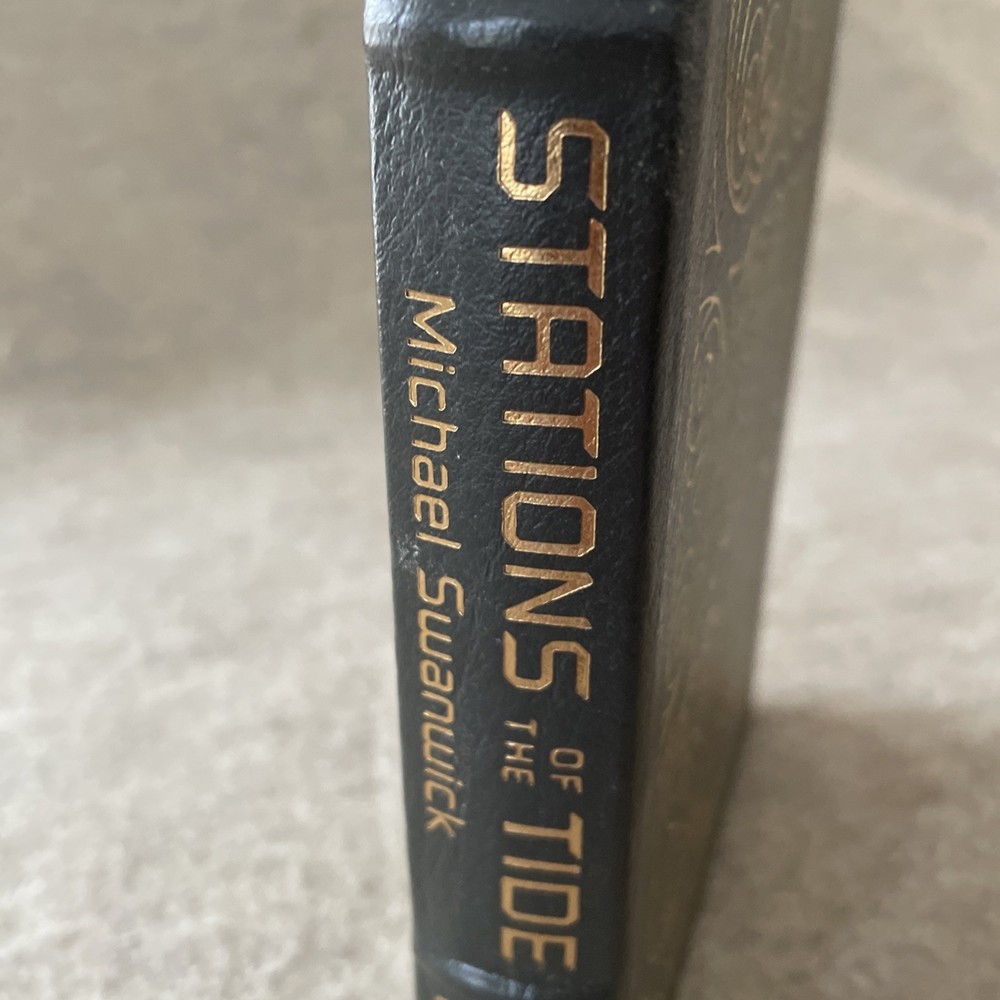 STATIONS
OF
THE
TIDE
Michael Swanwick